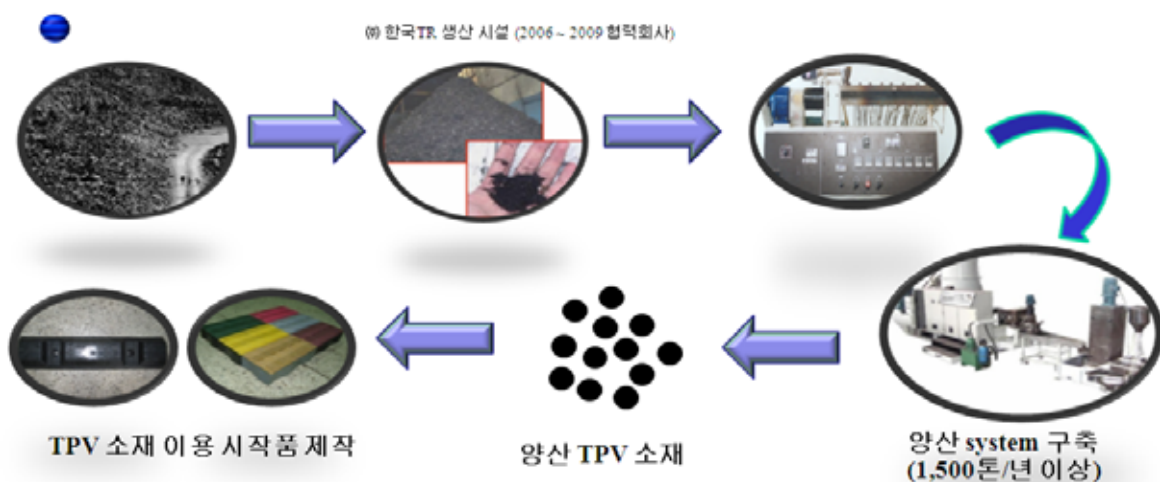 ㈜ 한국TR 생산 시설 (2006 ~ 2009 협력회사)
TPV 소재 이용 시작품 제작
양산 TPV 소재
양산 system 구축
(1,500톤/년 이상)